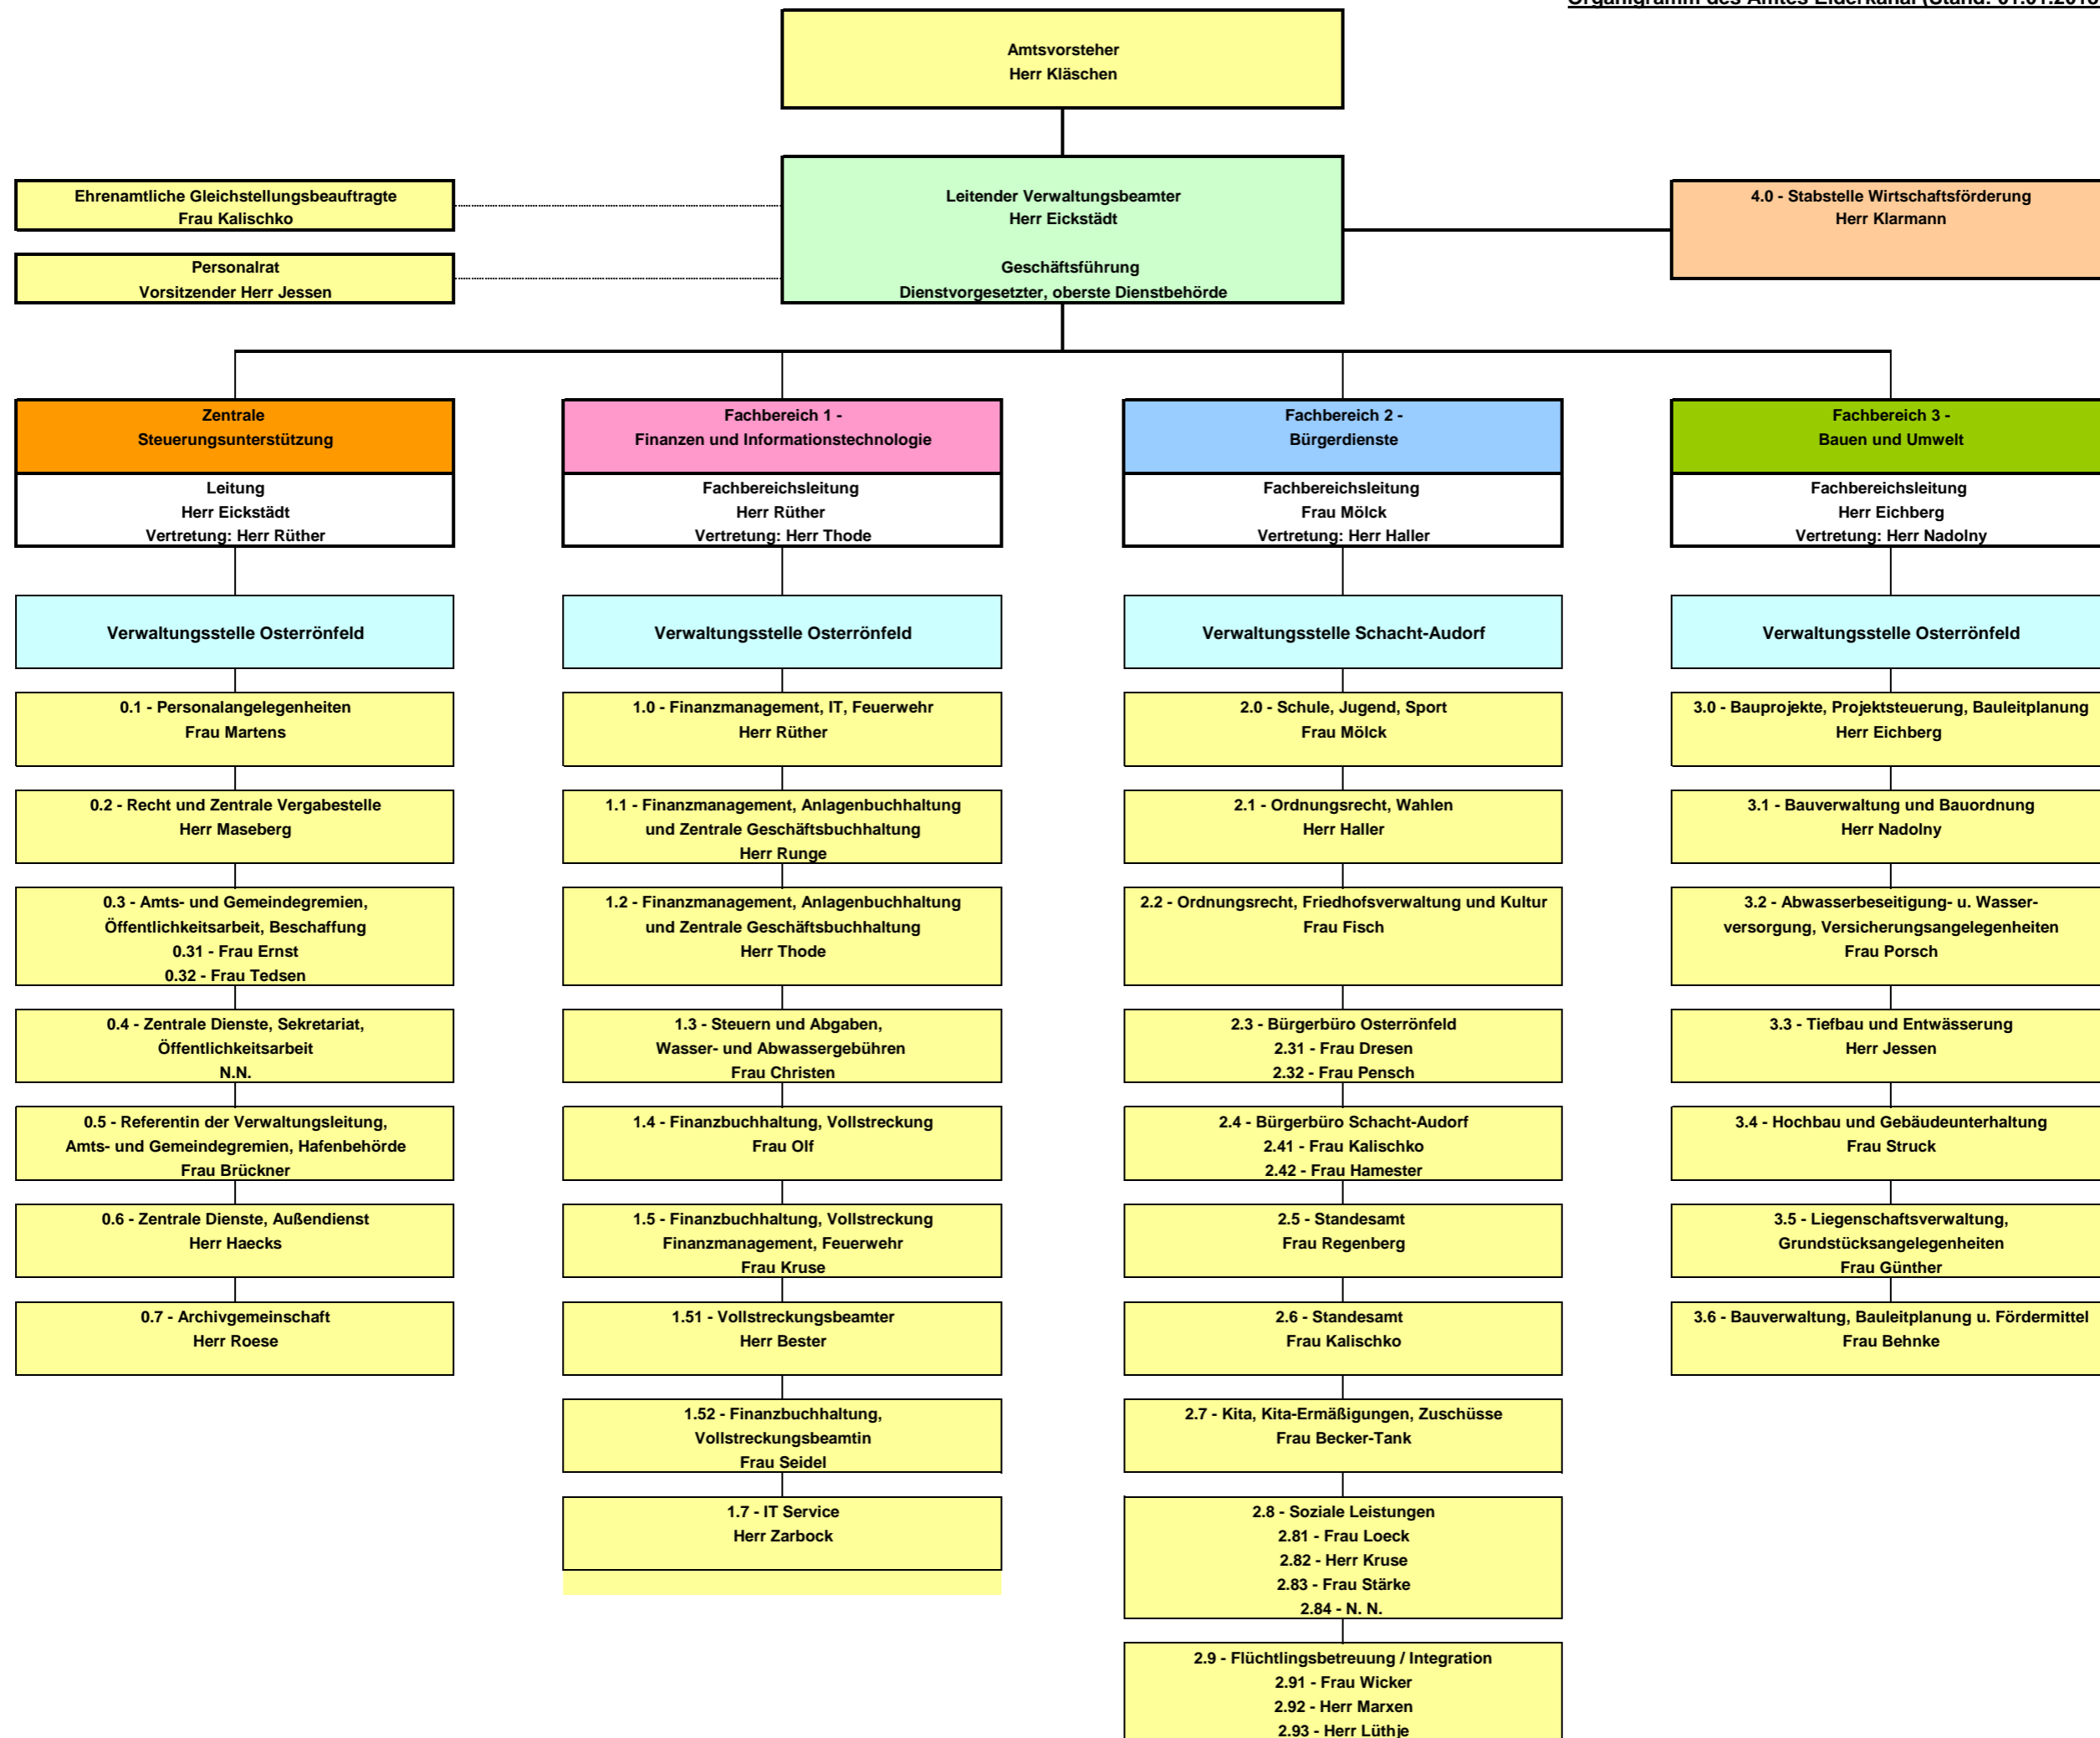 Organigramm des Amtes Eiderkanal (Stand: 01.01.2018
Amtsvorsteher
Herr Kläschen
Ehrenamtliche Gleichstellungsbeauftragte
Frau Kalischko
Personalrat
Vorsitzender Herr Jessen
Leitender Verwaltungsbeamter
Herr Eickstädt
Geschäftsführung
Dienstvorgesetzter, oberste Dienstbehörde
4.0 - Stabstelle Wirtschaftsförderung
Herr Klarmann
Zentrale
Steuerungsunterstützung
Leitung
Herr Eickstädt
Vertretung: Herr Rüther
Verwaltungsstelle Osterrönfeld
0.1 - Personalangelegenheiten
Frau Martens
0.2 - Recht und Zentrale Vergabestelle
Herr Maseberg
0.3 - Amts- und Gemeindegremien,
Öffentlichkeitsarbeit, Beschaffung
0.31 - Frau Ernst
0.32 - Frau Tedsen
0.4 - Zentrale Dienste, Sekretariat,
Öffentlichkeitsarbeit
N.N.
0.5 - Referentin der Verwaltungsleitung,
Amts- und Gemeindegremien, Hafenbehörde
Frau Brückner
0.6 - Zentrale Dienste, Außendienst
Herr Haecks
0.7 - Archivgemeinschaft
Herr Roese
Fachbereich 1 -
Finanzen und Informationstechnologie
Fachbereichsleitung
Herr Rüther
Vertretung: Herr Thode
Verwaltungsstelle Osterrönfeld
1.0 - Finanzmanagement, IT, Feuerwehr
Herr Rüther
1.1 - Finanzmanagement, Anlagenbuchhaltung
und Zentrale Geschäftsbuchhaltung
Herr Runge
1.2 - Finanzmanagement, Anlagenbuchhaltung
und Zentrale Geschäftsbuchhaltung
Herr Thode
1.3 - Steuern und Abgaben,
Wasser- und Abwassergebühren
Frau Christen
1.4 - Finanzbuchhaltung, Vollstreckung
Frau Olf
1.5 - Finanzbuchhaltung, Vollstreckung
Finanzmanagement, Feuerwehr
Frau Kruse
1.51 - Vollstreckungsbeamter
Herr Bester
1.52 - Finanzbuchhaltung,
Vollstreckungsbeamtin
Frau Seidel
1.7 - IT Service
Herr Zarbock
Fachbereich 2 -
Bürgerdienste
Fachbereichsleitung
Frau Mölck
Vertretung: Herr Haller
Verwaltungsstelle Schacht-Audorf
2.0 - Schule, Jugend, Sport
Frau Mölck
2.1 - Ordnungsrecht, Wahlen
Herr Haller
2.2 - Ordnungsrecht, Friedhofsverwaltung und Kultur
Frau Fisch
2.3 - Bürgerbüro Osterrönfeld
2.31 - Frau Dresen
2.32 - Frau Pensch
2.4 - Bürgerbüro Schacht-Audorf
2.41 - Frau Kalischko
2.42 - Frau Hamester
2.5 - Standesamt
Frau Regenberg
2.6 - Standesamt
Frau Kalischko
2.7 - Kita, Kita-Ermäßigungen, Zuschüsse
Frau Becker-Tank
2.8 - Soziale Leistungen
2.81 - Frau Loeck
2.82 - Herr Kruse
2.83 - Frau Stärke
2.84 - N. N.
2.9 - Flüchtlingsbetreuung / Integration
2.91 - Frau Wicker
2.92 - Herr Marxen
2.93 - Herr Lüthje
Fachbereich 3 -
Bauen und Umwelt
Fachbereichsleitung
Herr Eichberg
Vertretung: Herr Nadolny
Verwaltungsstelle Osterrönfeld
3.0 - Bauprojekte, Projektsteuerung, Bauleitplanung
Herr Eichberg
3.1 - Bauverwaltung und Bauordnung
Herr Nadolny
3.2 - Abwasserbeseitigung- u. Wasser-
versorgung, Versicherungsangelegenheiten
Frau Porsch
3.3 - Tiefbau und Entwässerung
Herr Jessen
3.4 - Hochbau und Gebäudeunterhaltung
Frau Struck
3.5 - Liegenschaftsverwaltung,
Grundstücksangelegenheiten
Frau Günther
3.6 - Bauverwaltung, Bauleitplanung u. Fördermittel
Frau Behnke